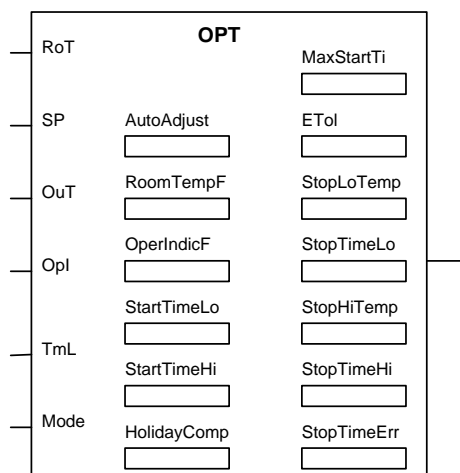 OPT
RoT
MaxStartTi
SP
AutoAdjust
ETol
OuT
RoomTempF
StopLoTemp
OpI
OperIndicF
StopTimeLo
StartTimeLo
StopHiTemp
TmL
StartTimeHi
StopTimeHi
Mode
HolidayComp
StopTimeErr